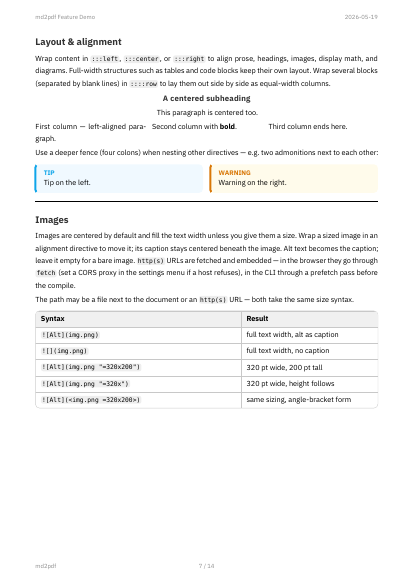 md2pdf Feature Demo
2026-05-19
Layout & alignment
Wrap content in :::left, :::center, or :::right to align prose, headings, images, display math, and
diagrams. Full-width structures such as tables and code blocks keep their own layout. Wrap several blocks
(separated by blank lines) in ::::row to lay them out side by side as equal-width columns.
A centered subheading
This paragraph is centered too.
First column — left-aligned para-
graph.
Second column with bold.
Third column ends here.
Use a deeper fence (four colons) when nesting other directives — e.g. two admonitions next to each other:
TIP
Tip on the left.
WARNING
Warning on the right.
Images
Images are centered by default and fill the text width unless you give them a size. Wrap a sized image in an
alignment directive to move it; its caption stays centered beneath the image. Alt text becomes the caption;
leave it empty for a bare image. http(s) URLs are fetched and embedded — in the browser they go through
fetch (set a CORS proxy in the settings menu if a host refuses), in the CLI through a prefetch pass before
the compile.
The path may be a file next to the document or an http(s) URL — both take the same size syntax.
Syntax
Result
![Alt](img.png)
full text width, alt as caption
![](img.png)
full text width, no caption
![Alt](img.png "=320x200")
320 pt wide, 200 pt tall
![Alt](img.png "=320x")
320 pt wide, height follows
![Alt](<img.png =320x200>)
same sizing, angle-bracket form
md2pdf
7 / 14